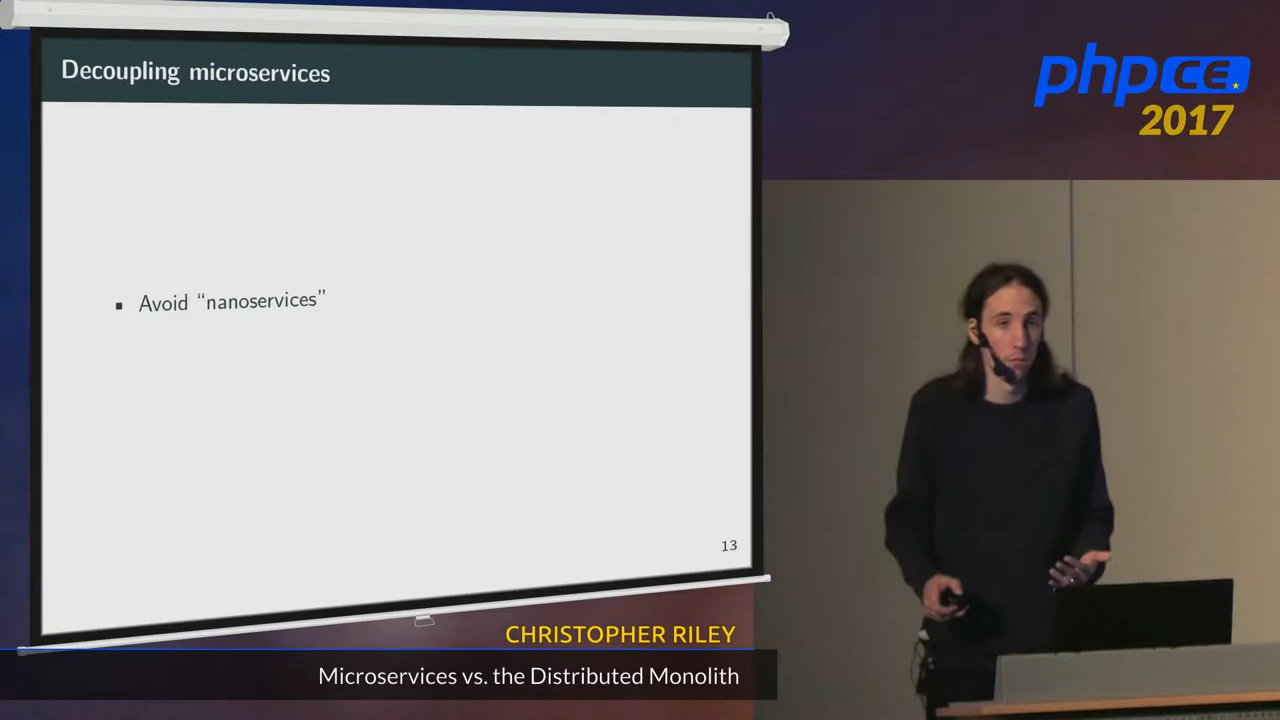 Decoupling microservices
▪ Avoid “nanoservices”
13
phpCE
2017
CHRISTOPHER RILEY
Microservices vs. the Distributed Monolith